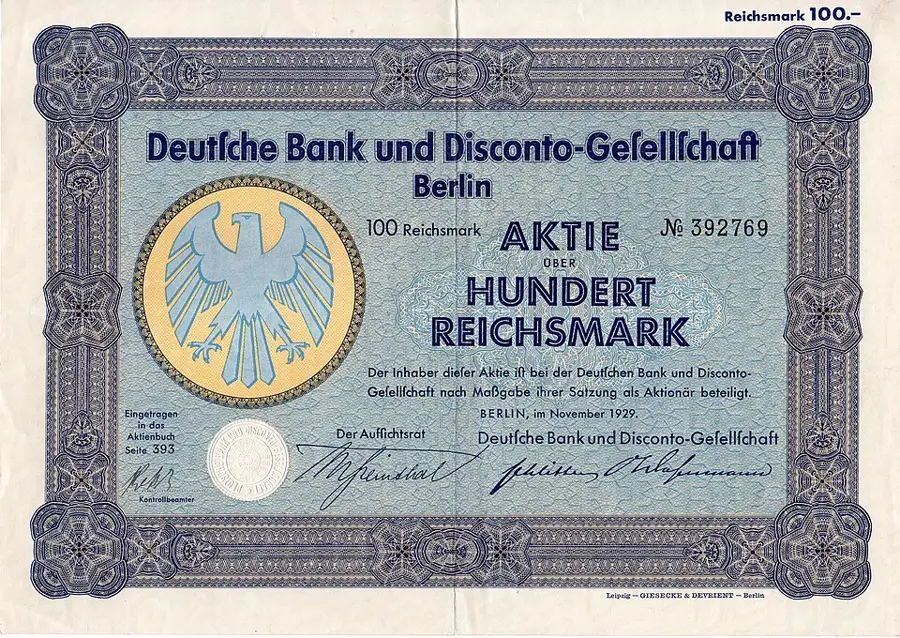 Reichsmark 100.–
Deutſche Bank und Disconto-Geſellſchaft
Berlin
100 Reichsmark
AKTIE
№ 392769
ÜBER
HUNDERT
REICHSMARK
Der Inhaber dieſer Aktie iſt bei der Deutſchen Bank und Disconto-
Geſellſchaft nach Maßgabe ihrer Satzung als Aktionär beteiligt.
BERLIN, im November 1929.
Eingetragen
in das
Aktienbuch
Seite 393
Kontrollbeamter
Der Aufſichtsrat
Deutſche Bank und Disconto-Geſellſchaft
Leipzig — GIESECKE & DEVRIENT — Berlin